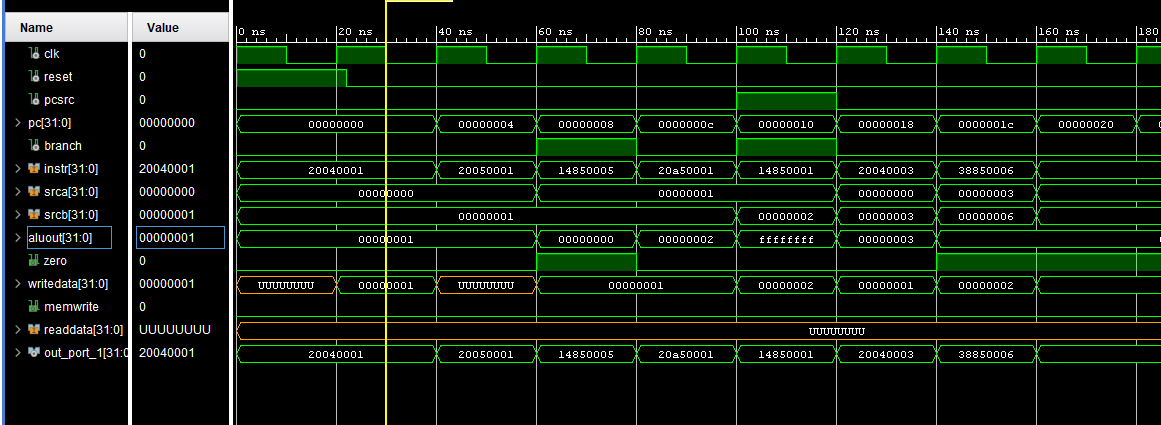 Name Value
0 ns 20 ns 40 ns 60 ns 80 ns 100 ns 120 ns 140 ns 160 ns 180
clk 0
reset 0
pcsrc 0
pc[31:0] 00000000 00000000 00000004 00000008 0000000c 00000010 00000018 0000001c 00000020 0
branch 0
instr[31:0] 20040001 20040001 20050001 14850005 20a50001 14850001 20040003 38850006
srca[31:0] 00000000 00000000 00000001 00000000 00000003
srcb[31:0] 00000001 00000001 00000002 00000003 00000006
aluout[31:0] 00000001 00000001 00000000 00000002 ffffffff 00000003
zero 0
writedata[31:0] 00000001 UUUUUUUU 00000001 UUUUUUUU 00000001 00000002 00000001 00000002
memwrite 0
readdata[31:0] UUUUUUUU UUUUUUUU
out_port_1[31:0 20040001 20040001 20050001 14850005 20a50001 14850001 20040003 38850006